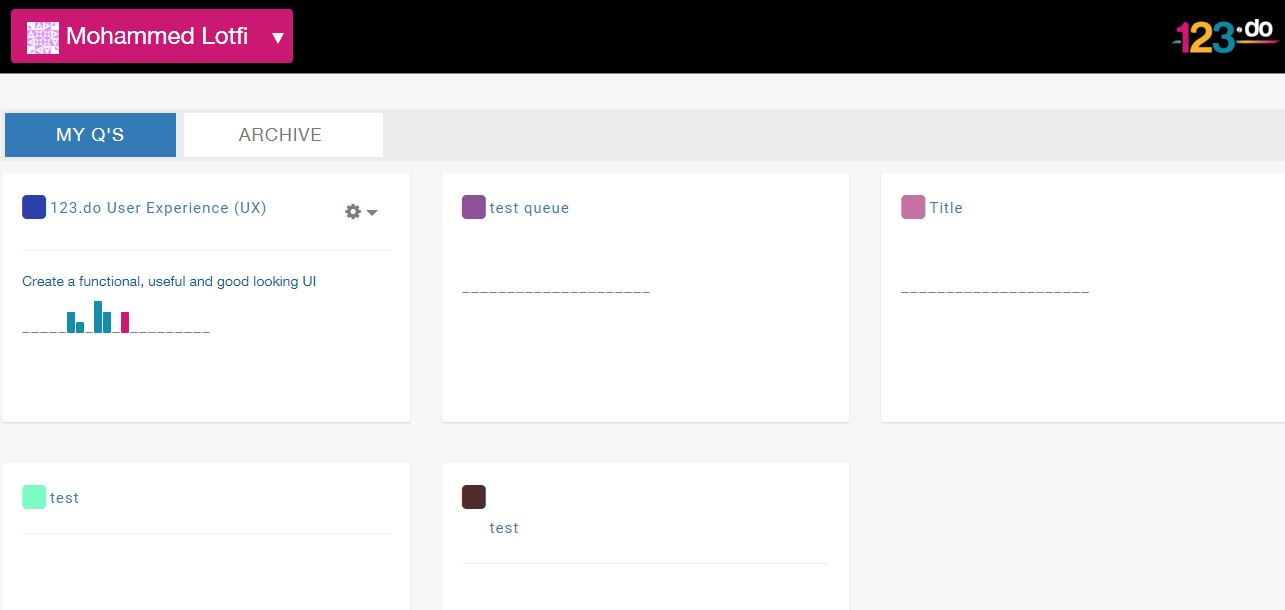 Mohammed Lotfi
123.do
MY Q'S
ARCHIVE
123.do User Experience (UX)
test queue
Title
Create a functional, useful and good looking UI
test
test